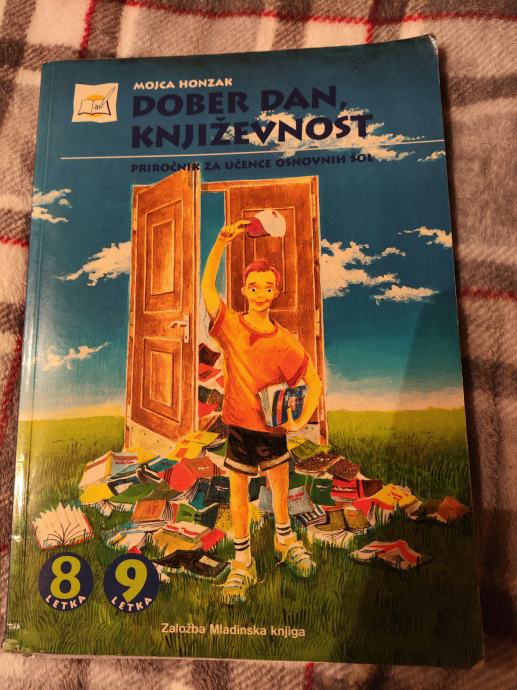 MOJCA HONZAK
DOBER DAN,
KNJIŽEVNOST
PRIROČNIK ZA UČENCE OSNOVNIH ŠOL
8
LETKA
9
LETKA
Založba Mladinska knjiga